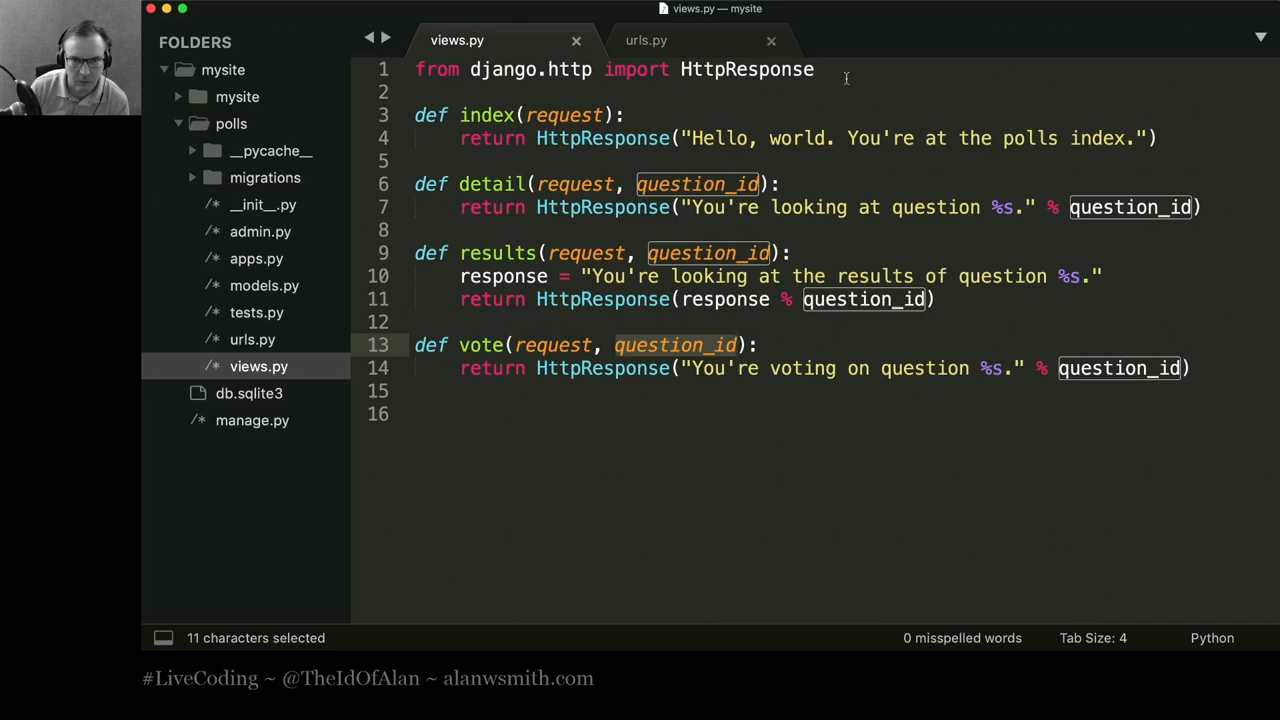 views.py — mysite
FOLDERS
mysite
mysite
polls
__pycache__
migrations
/* __init__.py
/* admin.py
/* apps.py
/* models.py
/* tests.py
/* urls.py
/* views.py
db.sqlite3
/* manage.py
views.py
urls.py
1 from django.http import HttpResponse
2
3 def index(request):
4 return HttpResponse("Hello, world. You're at the polls index.")
5
6 def detail(request, question_id):
7 return HttpResponse("You're looking at question %s." % question_id)
8
9 def results(request, question_id):
10 response = "You're looking at the results of question %s."
11 return HttpResponse(response % question_id)
12
13 def vote(request, question_id):
14 return HttpResponse("You're voting on question %s." % question_id)
15
16
11 characters selected
0 misspelled words
Tab Size: 4
Python
#LiveCoding ~ @TheIdOfAlan ~ alanwsmith.com